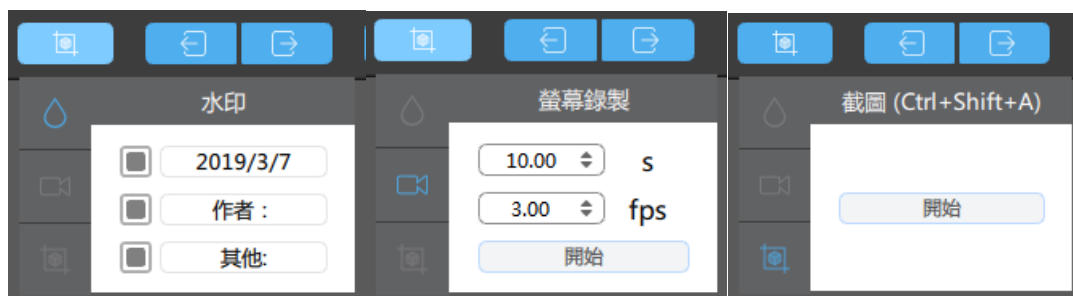 水印
2019/3/7
作者：
其他:
螢幕錄製
10.00 s
3.00 fps
開始
截圖 (Ctrl+Shift+A)
開始